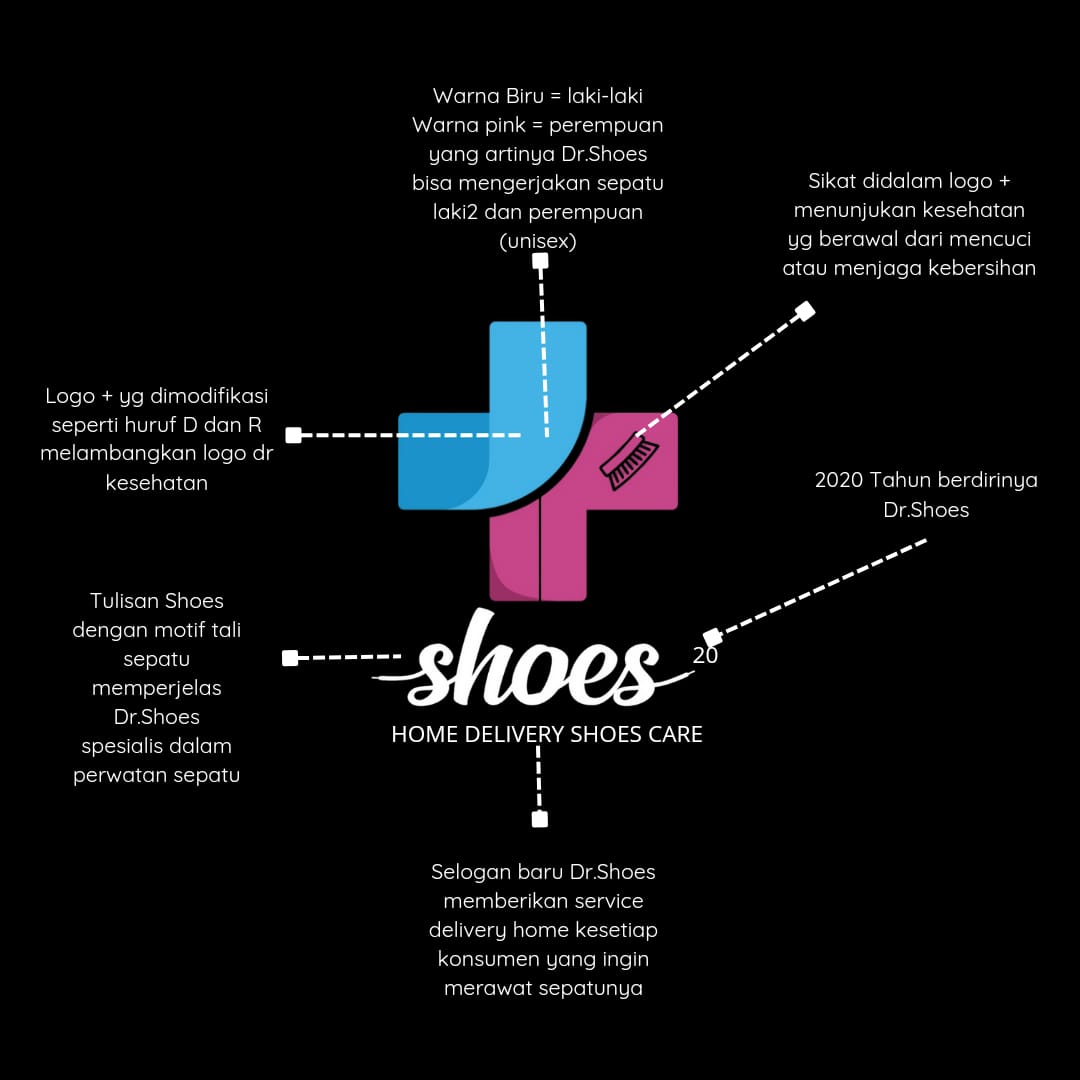 Warna Biru = laki-laki
Warna pink = perempuan
yang artinya Dr.Shoes
bisa mengerjakan sepatu
laki2 dan perempuan
(unisex)
Sikat didalam logo +
menunjukan kesehatan
yg berawal dari mencuci
atau menjaga kebersihan
Logo + yg dimodifikasi
seperti huruf D dan R
melambangkan logo dr
kesehatan
2020 Tahun berdirinya
Dr.Shoes
Tulisan Shoes
dengan motif tali
sepatu
memperjelas
Dr.Shoes
spesialis dalam
perwatan sepatu
shoes
20
HOME DELIVERY SHOES CARE
Selogan baru Dr.Shoes
memberikan service
delivery home kesetiap
konsumen yang ingin
merawat sepatunya